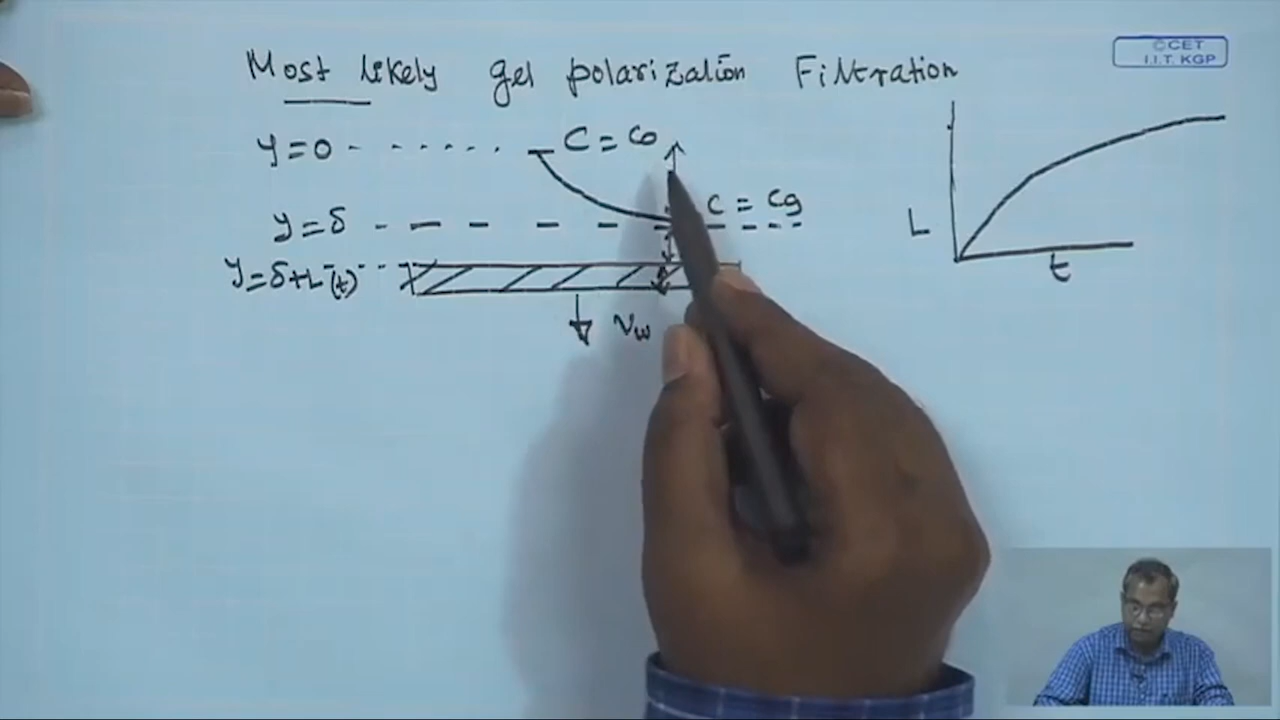 ©CET
I.I.T. KGP
Most likely gel polarization Filtration
y=0 C = C0
y=δ C = Cg
y=δ+L(t)
Vw
L
t